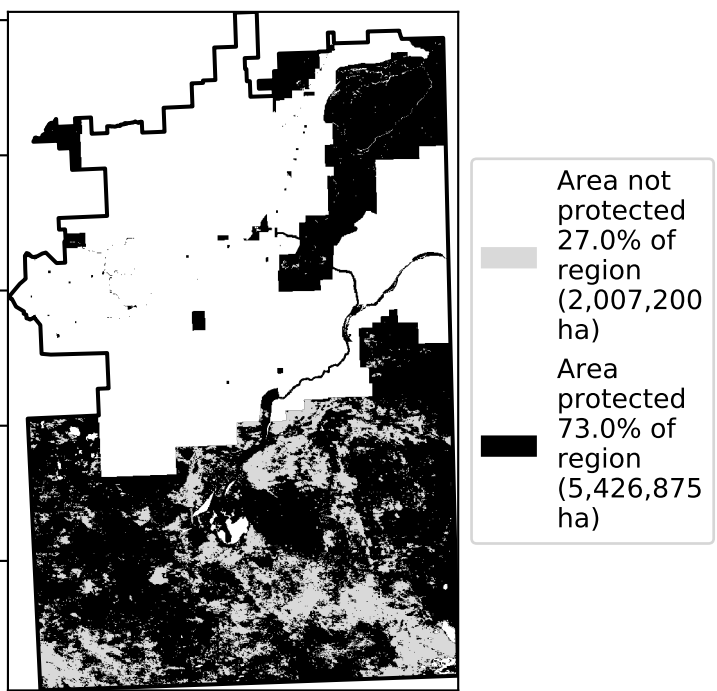 Area not
protected
27.0% of
region
(2,007,200
ha)
Area
protected
73.0% of
region
(5,426,875
ha)